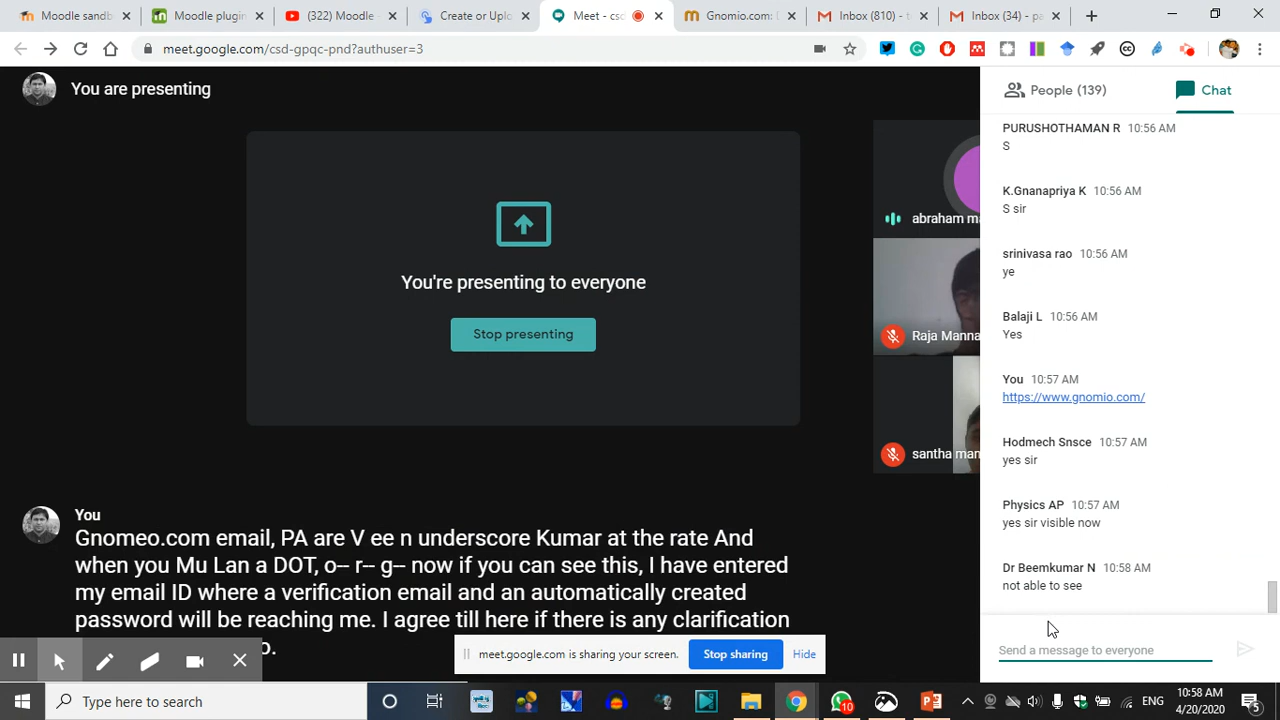 Moodle sandbo
Moodle plugin
(322) Moodle -
Create or Uplo
Meet - csd
Gnomio.com: D
Inbox (810) - t
Inbox (34) - pa
meet.google.com/csd-gpqc-pnd?authuser=3
You are presenting
You're presenting to everyone
Stop presenting
abraham ma
Raja Manna
santha man
You
Gnomeo.com email, PA are V ee n underscore Kumar at the rate And
when you Mu Lan a DOT, o-- r-- g-- now if you can see this, I have entered
my email ID where a verification email and an automatically created
password will be reaching me. I agree till here if there is any clarification
o.
meet.google.com is sharing your screen.
Stop sharing
Hide
People (139)
Chat
PURUSHOTHAMAN R 10:56 AM
S
K.Gnanapriya K 10:56 AM
S sir
srinivasa rao 10:56 AM
ye
Balaji L 10:56 AM
Yes
You 10:57 AM
https://www.gnomio.com/
Hodmech Snsce 10:57 AM
yes sir
Physics AP 10:57 AM
yes sir visible now
Dr Beemkumar N 10:58 AM
not able to see
Send a message to everyone
Type here to search
10
ENG
10:58 AM
4/20/2020
5